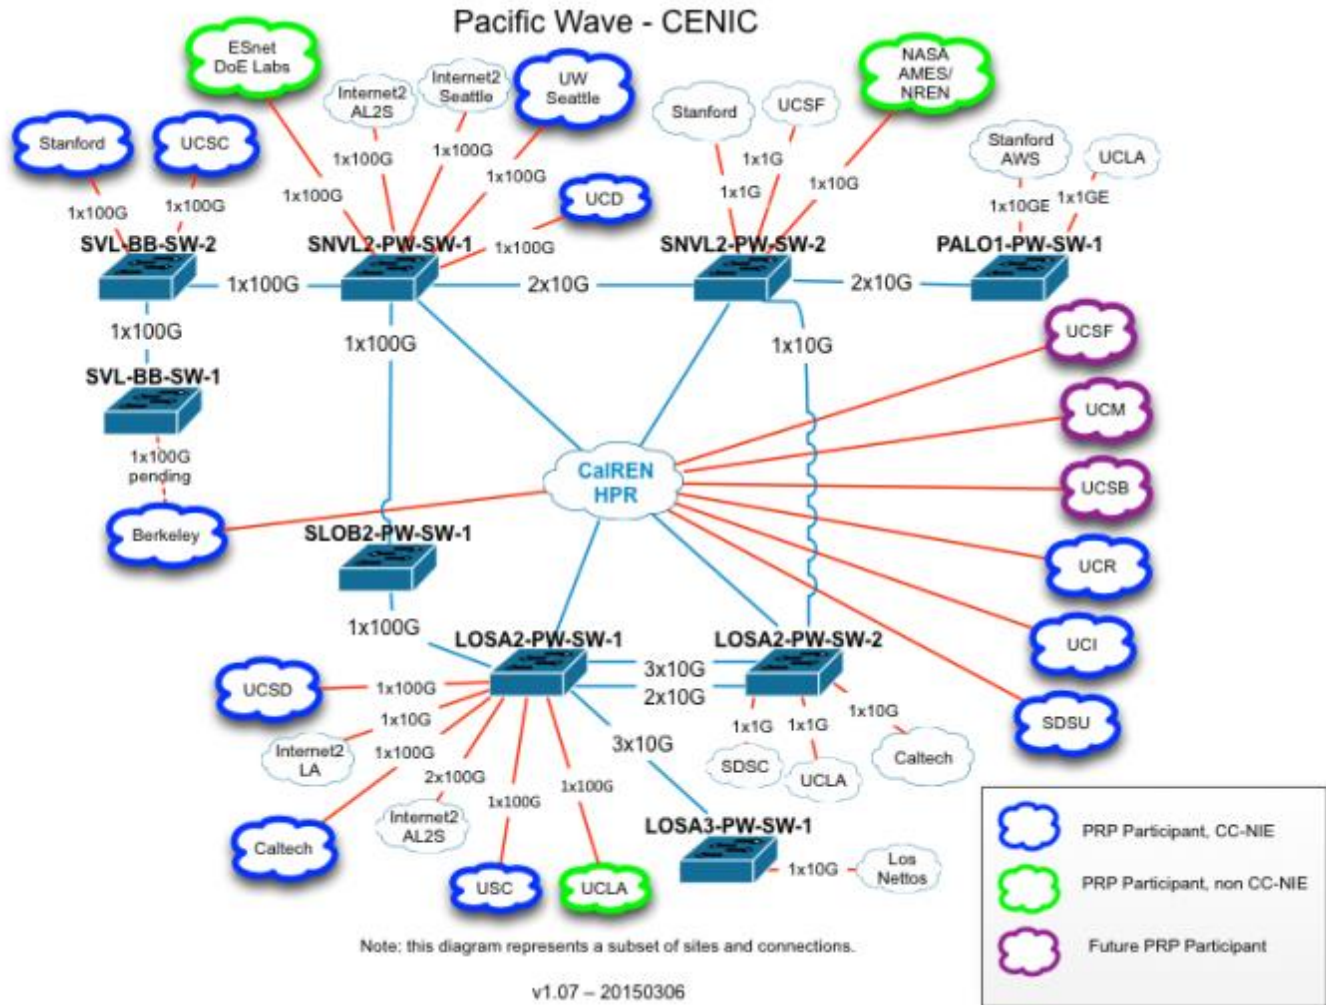 Pacific Wave - CENIC
ESnet
DoE Labs
Internet2
AL2S
Internet2
Seattle
UW
Seattle
Stanford
UCSF
NASA
AMES/
NREN
Stanford
UCSC
Stanford
AWS
UCLA
1x100G
1x100G
1x100G
1x100G
1x100G
1x100G
UCD
1x100G
1x1G
1x1G
1x10G
1x10GE
1x1GE
SVL-BB-SW-2
SNVL2-PW-SW-1
SNVL2-PW-SW-2
PALO1-PW-SW-1
1x100G
2x10G
2x10G
1x100G
1x100G
1x10G
UCSF
SVL-BB-SW-1
UCM
1x100G
pending
CalREN
HPR
UCSB
Berkeley
SLOB2-PW-SW-1
UCR
1x100G
LOSA2-PW-SW-1
LOSA2-PW-SW-2
UCI
UCSD
1x100G
3x10G
2x10G
1x10G
1x100G
2x100G
1x100G
1x100G
3x10G
1x1G
1x1G
1x10G
SDSU
Internet2
LA
SDSC
UCLA
Caltech
Internet2
AL2S
Caltech
LOSA3-PW-SW-1
USC
UCLA
1x10G
Los
Nettos
PRP Participant, CC-NIE
PRP Participant, non CC-NIE
Future PRP Participant
Note: this diagram represents a subset of sites and connections.
v1.07 – 20150306